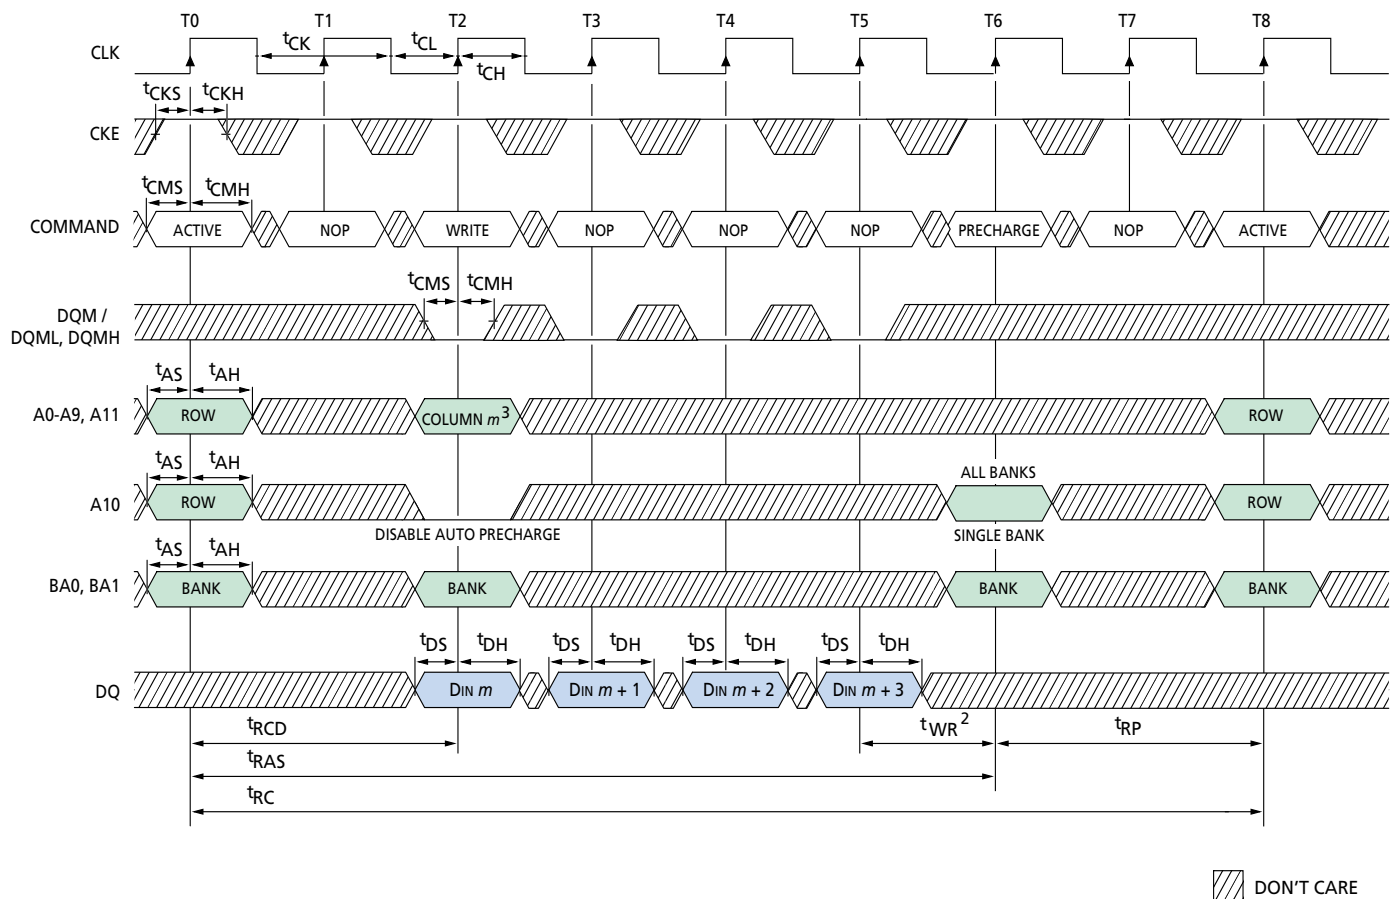 T0 T1 T2 T3 T4 T5 T6 T7 T8
CLK
tCK tCL
tCH
tCKS tCKH
CKE
tCMS tCMH
COMMAND ACTIVE NOP WRITE NOP NOP NOP PRECHARGE NOP ACTIVE
tCMS tCMH
DQM /
DQML, DQMH
tAS tAH
A0-A9, A11 ROW COLUMN m3 ROW
tAS tAH
ALL BANKS
A10 ROW ROW
DISABLE AUTO PRECHARGE SINGLE BANK
tAS tAH
BA0, BA1 BANK BANK BANK BANK
tDS tDH tDS tDH tDS tDH tDS tDH
DQ DIN m DIN m + 1 DIN m + 2 DIN m + 3
tRCD tWR2 tRP
tRAS
tRC
DON'T CARE